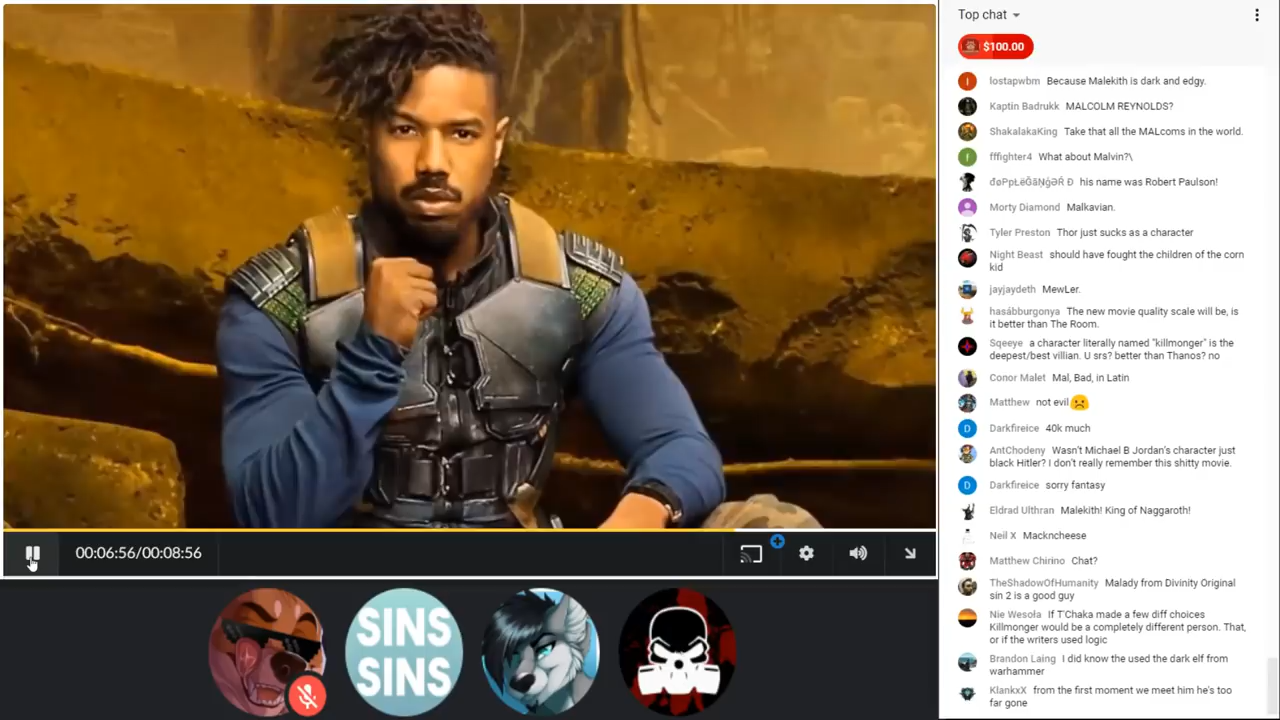 Top chat
$100.00
I lostapwbm Because Malekith is dark and edgy.
Kaptin Badrukk MALCOLM REYNOLDS?
ShakalakaKing Take that all the MALcoms in the world.
f fffighter4 What about Malvin?\
his name was Robert Paulson!
Morty Diamond Malkavian.
Tyler Preston Thor just sucks as a character
Night Beast should have fought the children of the corn
kid
jayjaydeth MewLer.
hasábburgonya The new movie quality scale will be, is
it better than The Room.
Sqeeye a character literally named "killmonger" is the
deepest/best villian. U srs? better than Thanos? no
Conor Malet Mal, Bad, in Latin
Matthew not evil
D Darkfireice 40k much
AntChodeny Wasn't Michael B Jordan's character just
black Hitler? I don't really remember this shitty movie.
D Darkfireice sorry fantasy
Eldrad Ulthran Malekith! King of Naggaroth!
Neil X Mackncheese
Matthew Chirino Chat?
TheShadowOfHumanity Malady from Divinity Original
sin 2 is a good guy
Nie Wesoła If T'Chaka made a few diff choices
Killmonger would be a completely different person. That,
or if the writers used logic
Brandon Laing I did know the used the dark elf from
warhammer
KlankxX from the first moment we meet him he's too
far gone
00:06:56/00:08:56
SINS
SINS